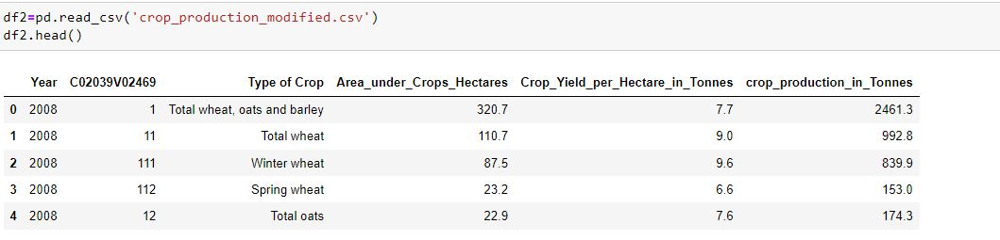 df2=pd.read_csv('crop_production_modified.csv')
df2.head()
Year C02039V02469 Type of Crop Area_under_Crops_Hectares Crop_Yield_per_Hectare_in_Tonnes crop_production_in_Tonnes
0 2008 1 Total wheat, oats and barley 320.7 7.7 2461.3
1 2008 11 Total wheat 110.7 9.0 992.8
2 2008 111 Winter wheat 87.5 9.6 839.9
3 2008 112 Spring wheat 23.2 6.6 153.0
4 2008 12 Total oats 22.9 7.6 174.3